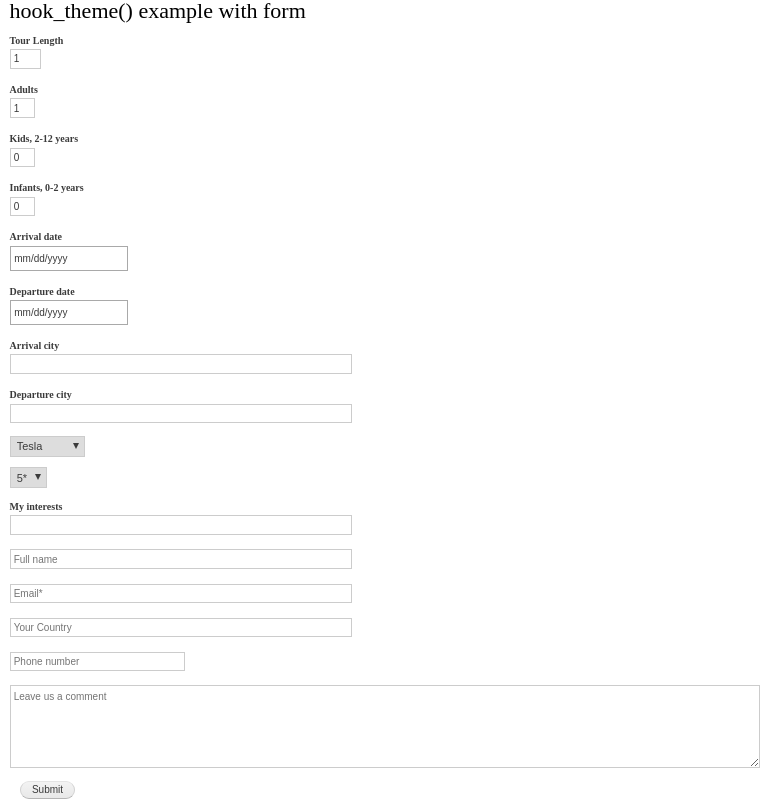 hook_theme() example with form
Tour Length
1
Adults
1
Kids, 2-12 years
0
Infants, 0-2 years
0
Arrival date
mm/dd/yyyy
Departure date
mm/dd/yyyy
Arrival city
Departure city
Tesla
5*
My interests
Full name
Email*
Your Country
Phone number
Leave us a comment
Submit